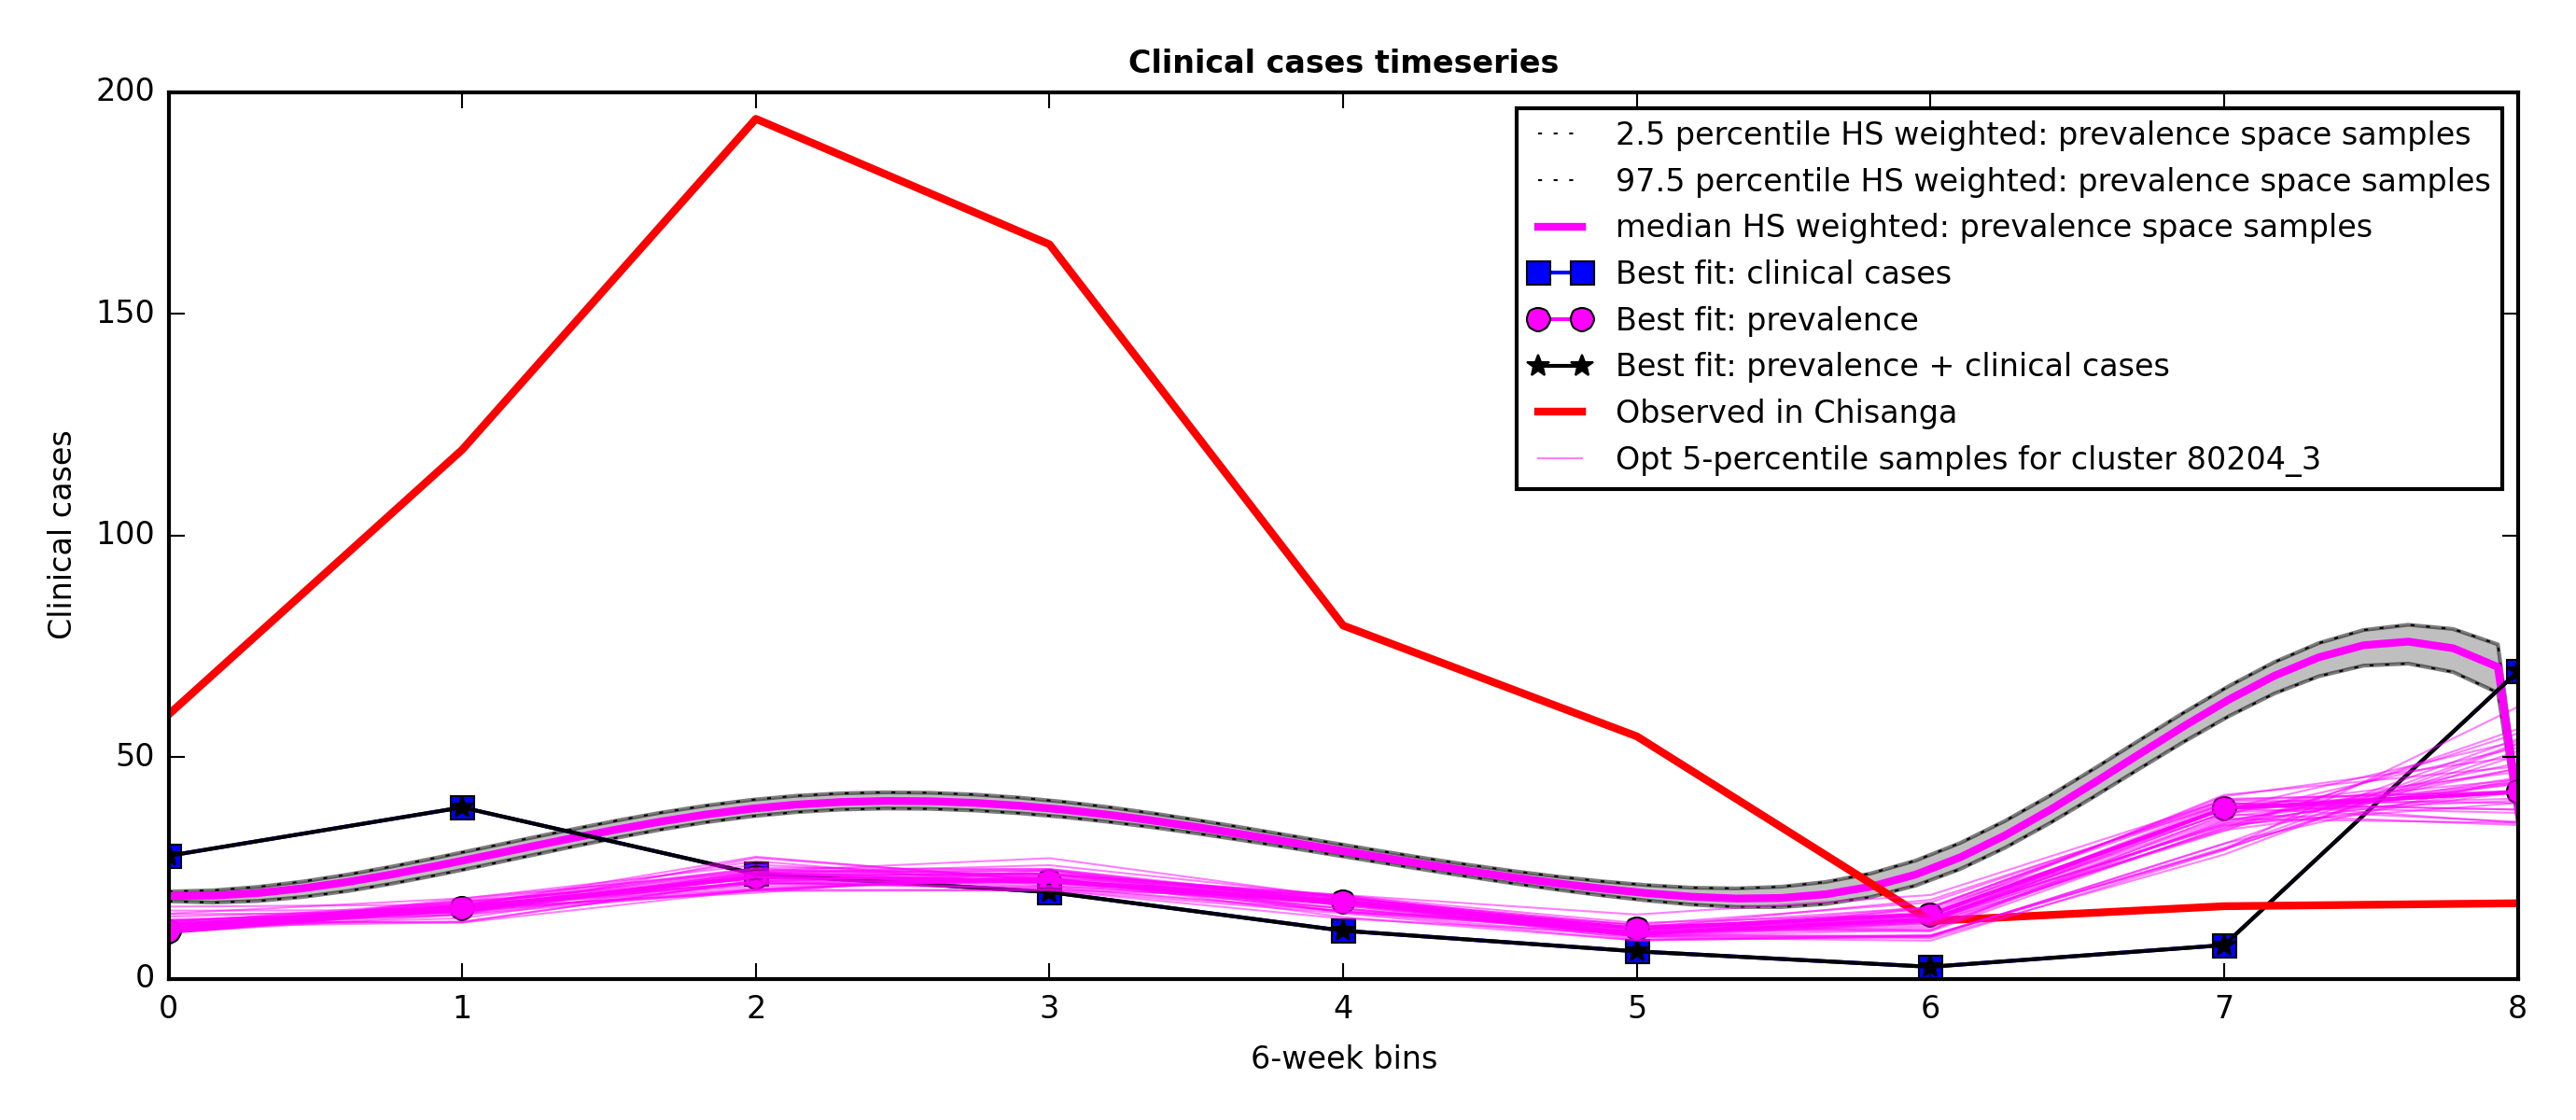 Clinical cases timeseries
200
150
100
50
0
Clinical cases
2.5 percentile HS weighted: prevalence space samples
97.5 percentile HS weighted: prevalence space samples
median HS weighted: prevalence space samples
Best fit: clinical cases
Best fit: prevalence
Best fit: prevalence + clinical cases
Observed in Chisanga
Opt 5-percentile samples for cluster 80204_3
0 1 2 3 4 5 6 7 8
6-week bins